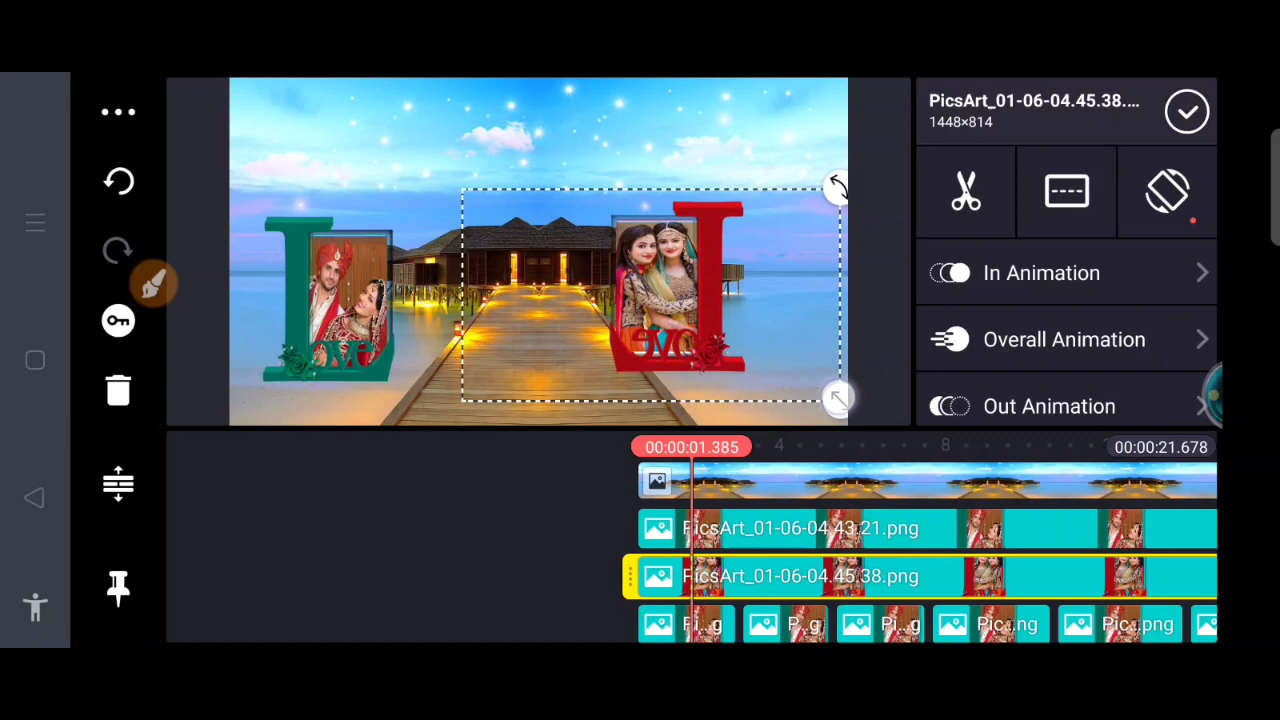 PicsArt_01-06-04.45.38....
1448×814
In Animation
Overall Animation
Out Animation
00:00:01.385
4
8
00:00:21.678
PicsArt_01-06-04.43.21.png
PicsArt_01-06-04.45.38.png
Pi...g
P...g
Pi...g
Pic...ng
Pic...png